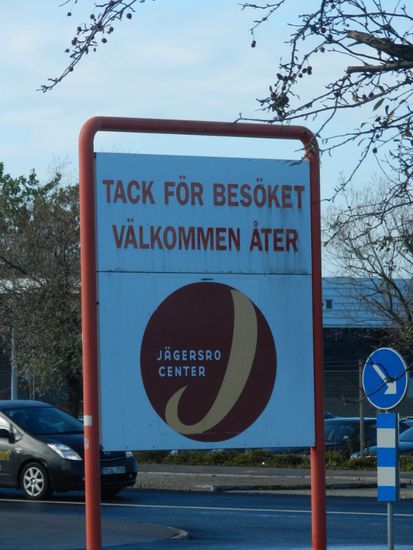 TACK FÖR BESÖKET
VÄLKOMMEN ÅTER
JÄGERSRO
CENTER